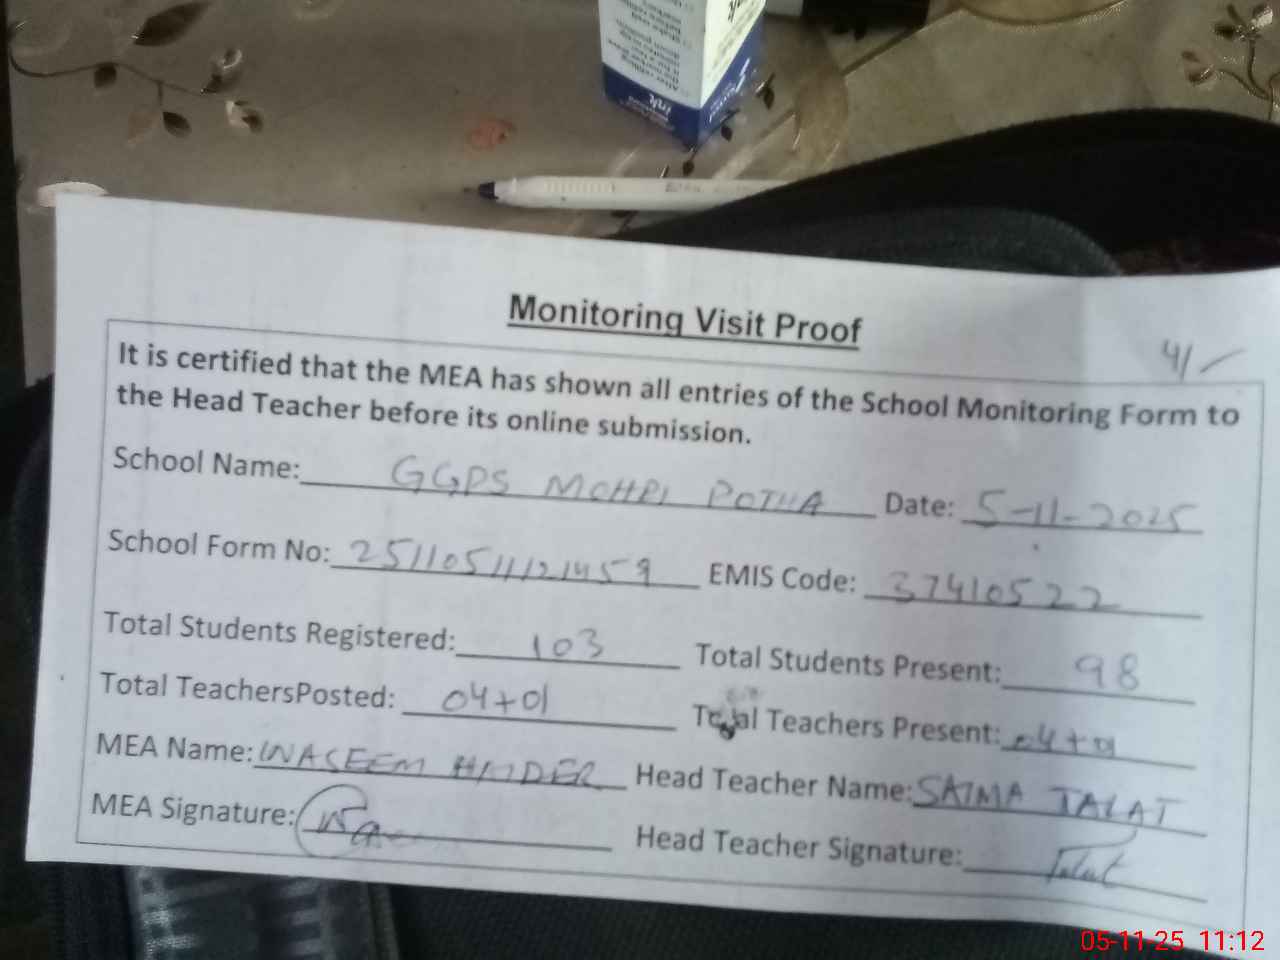 ink
Monitoring Visit Proof
4/
It is certified that the MEA has shown all entries of the School Monitoring Form to
the Head Teacher before its online submission.
School Name: GGPS MOHRI POTHA Date: 5-11-2025
School Form No: 25110511121459 EMIS Code: 37410522
Total Students Registered: 103 Total Students Present: 98
Total TeachersPosted: 04+01 Total Teachers Present: 04+01
MEA Name: WASEEM HAIDER Head Teacher Name: SAIMA TALAT
MEA Signature: Head Teacher Signature: Talat
05-11-25 11:12